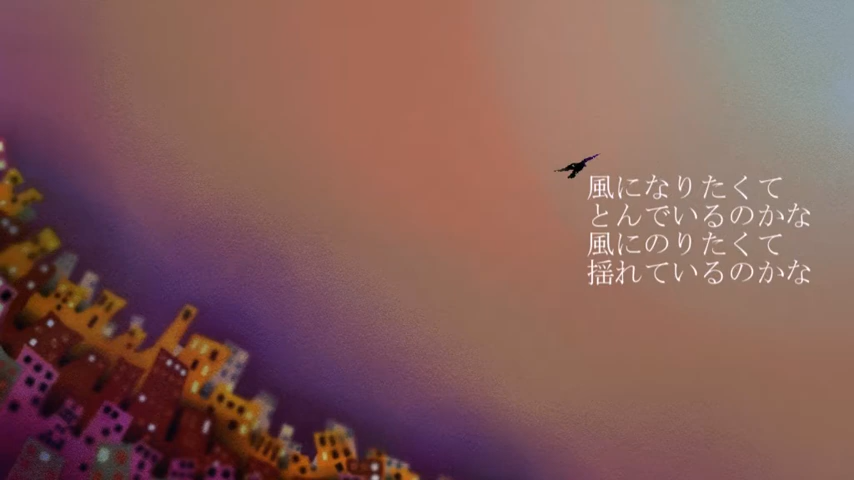 風になりたくて
とんでいるのかな
風にのりたくて
揺れているのかな